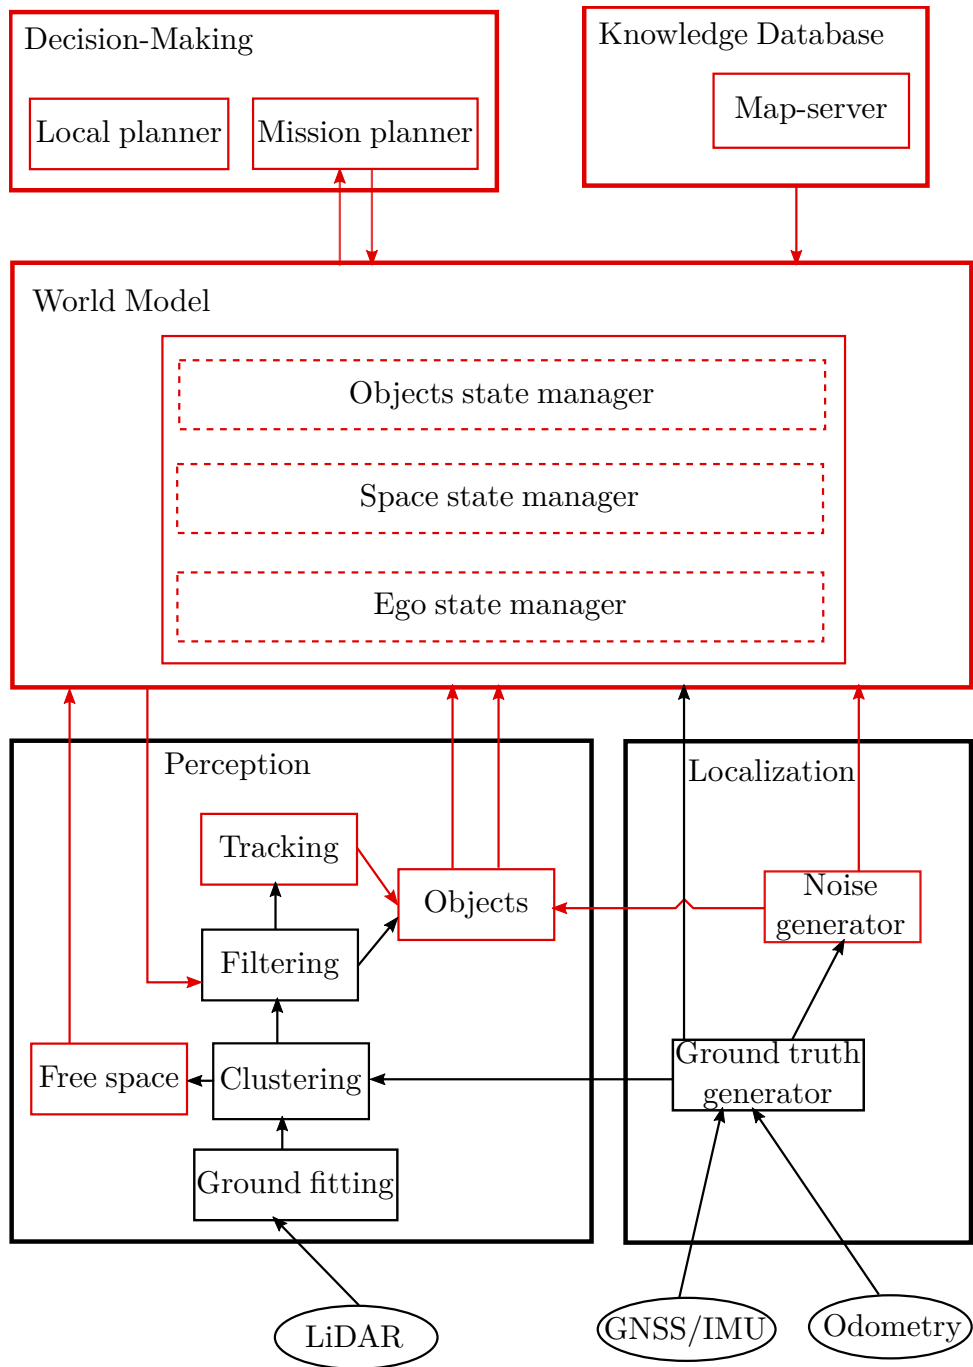 Decision-Making
Local planner
Mission planner
Knowledge Database
Map-server
World Model
Objects state manager
Space state manager
Ego state manager
Perception
Tracking
Objects
Filtering
Free space
Clustering
Ground fitting
Localization
Noise
generator
Ground truth
generator
LiDAR
GNSS/IMU
Odometry